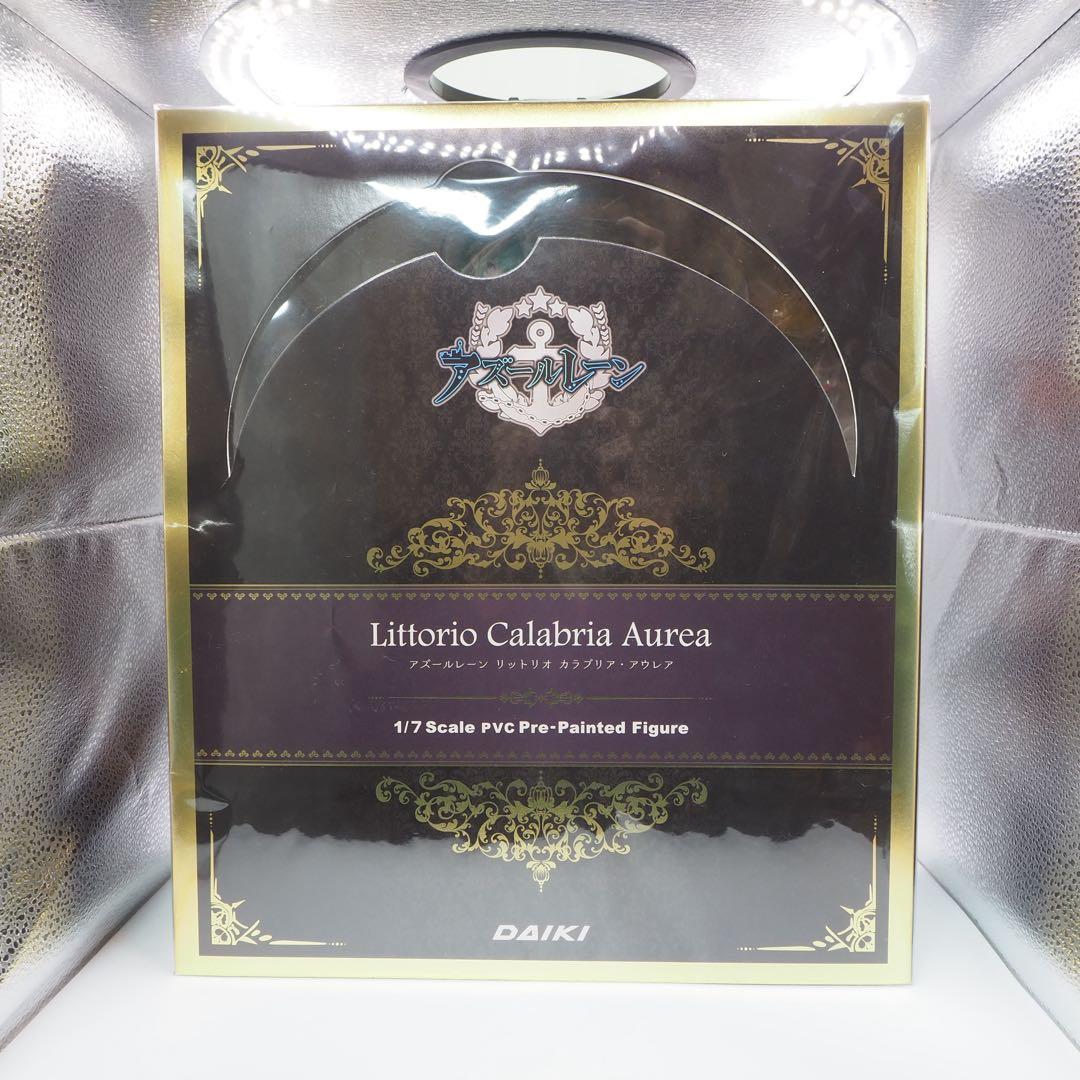 アズールレーン
Littorio Calabria Aurea
アズールレーン リットリオ カラブリア・アウレア
1/7 Scale PVC Pre-Painted Figure
DAIKI